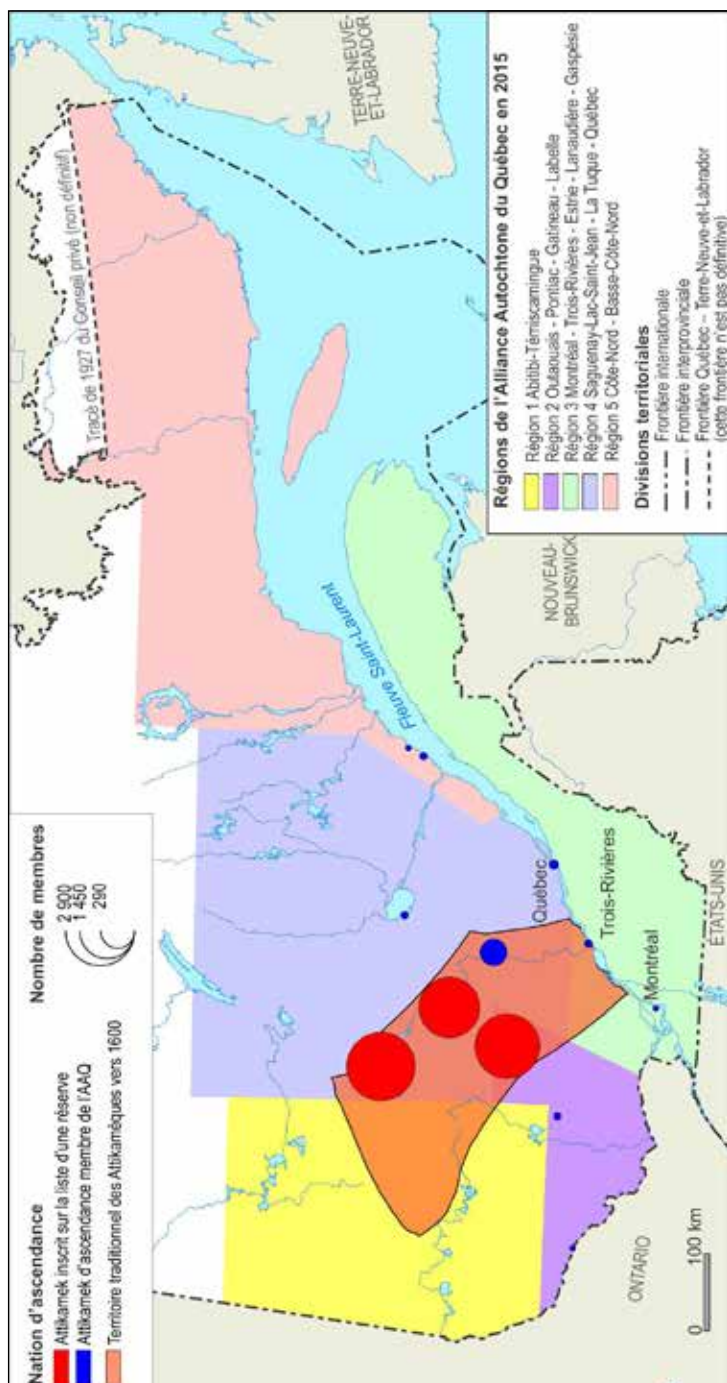 Nation d'ascendance
Attikamek inscrit sur la liste d'une réserve
Attikamek d'ascendance membre de l'AAQ
Territoire traditionnel des Attikamèques vers 1600
Nombre de membres
2 900
1 450
290
Tracé de 1927 du Conseil privé (non définitif)
TERRE-NEUVE-
ET-LABRADOR
Fleuve Saint-Laurent
NOUVEAU-
BRUNSWICK
Québec
Trois-Rivières
Montréal
ÉTATS-UNIS
ONTARIO
0 100 km
Régions de l'Alliance Autochtone du Québec en 2015
Région 1 Abitibi-Témiscamingue
Région 2 Outaouais - Pontiac - Gatineau - Labelle
Région 3 Montréal - Trois-Rivières - Estrie - Lanaudière - Gaspésie
Région 4 Saguenay-Lac-Saint-Jean - La Tuque - Québec
Région 5 Côte-Nord - Basse-Côte-Nord
Divisions territoriales
Frontière internationale
Frontière interprovinciale
Frontière Québec – Terre-Neuve-et-Labrador
(cette frontière n'est pas définitive)